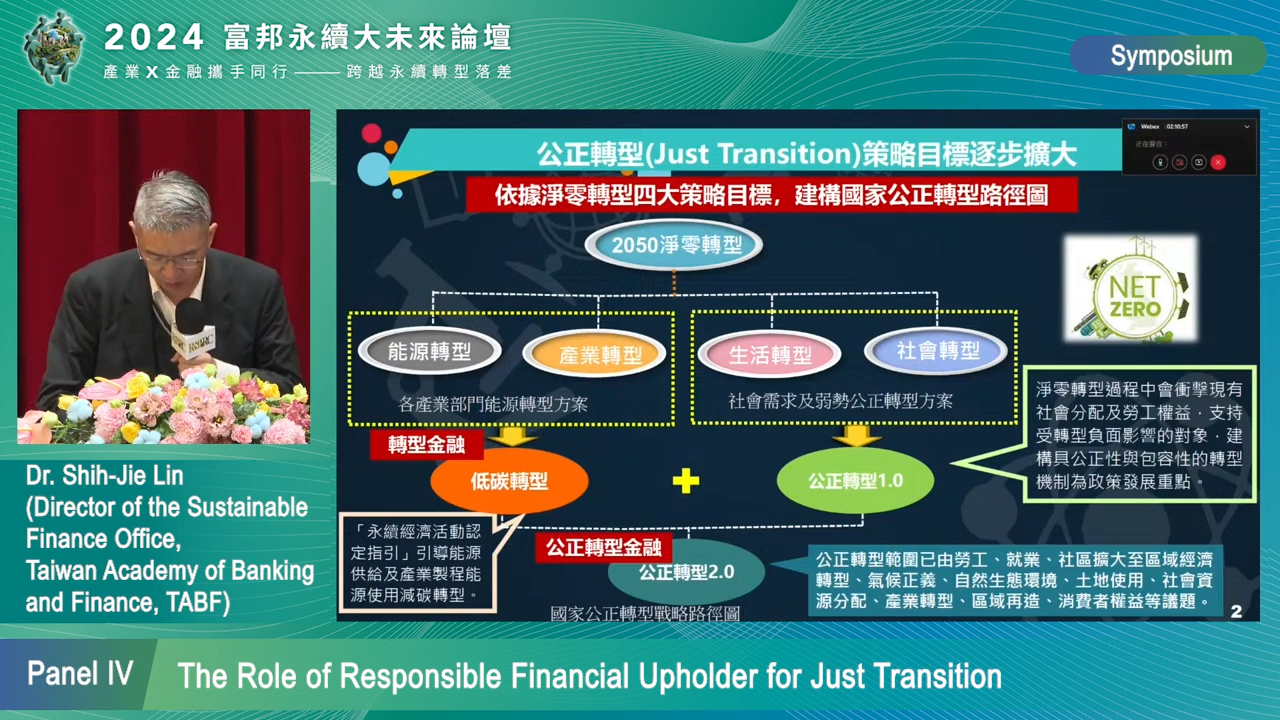 2024 富邦永續大未來論壇
產業X金融攜手同行——跨越永續轉型落差
Symposium
Webex 02:10:57
正在發言：
公正轉型(Just Transition)策略目標逐步擴大
依據淨零轉型四大策略目標，建構國家公正轉型路徑圖
2050淨零轉型
NET
ZERO
能源轉型
產業轉型
生活轉型
社會轉型
各產業部門能源轉型方案
社會需求及弱勢公正轉型方案
淨零轉型過程中會衝擊現有
社會分配及勞工權益，支持
受轉型負面影響的對象，建
構具公正性與包容性的轉型
機制為政策發展重點。
轉型金融
低碳轉型
公正轉型1.0
「永續經濟活動認
定指引」引導能源
供給及產業製程能
源使用減碳轉型。
公正轉型金融
公正轉型2.0
國家公正轉型戰略路徑圖
公正轉型範圍已由勞工、就業、社區擴大至區域經濟
轉型、氣候正義、自然生態環境、土地使用、社會資
源分配、產業轉型、區域再造、消費者權益等議題。
2
Dr. Shih-Jie Lin
(Director of the Sustainable
Finance Office,
Taiwan Academy of Banking
and Finance, TABF)
Panel IV
The Role of Responsible Financial Upholder for Just Transition